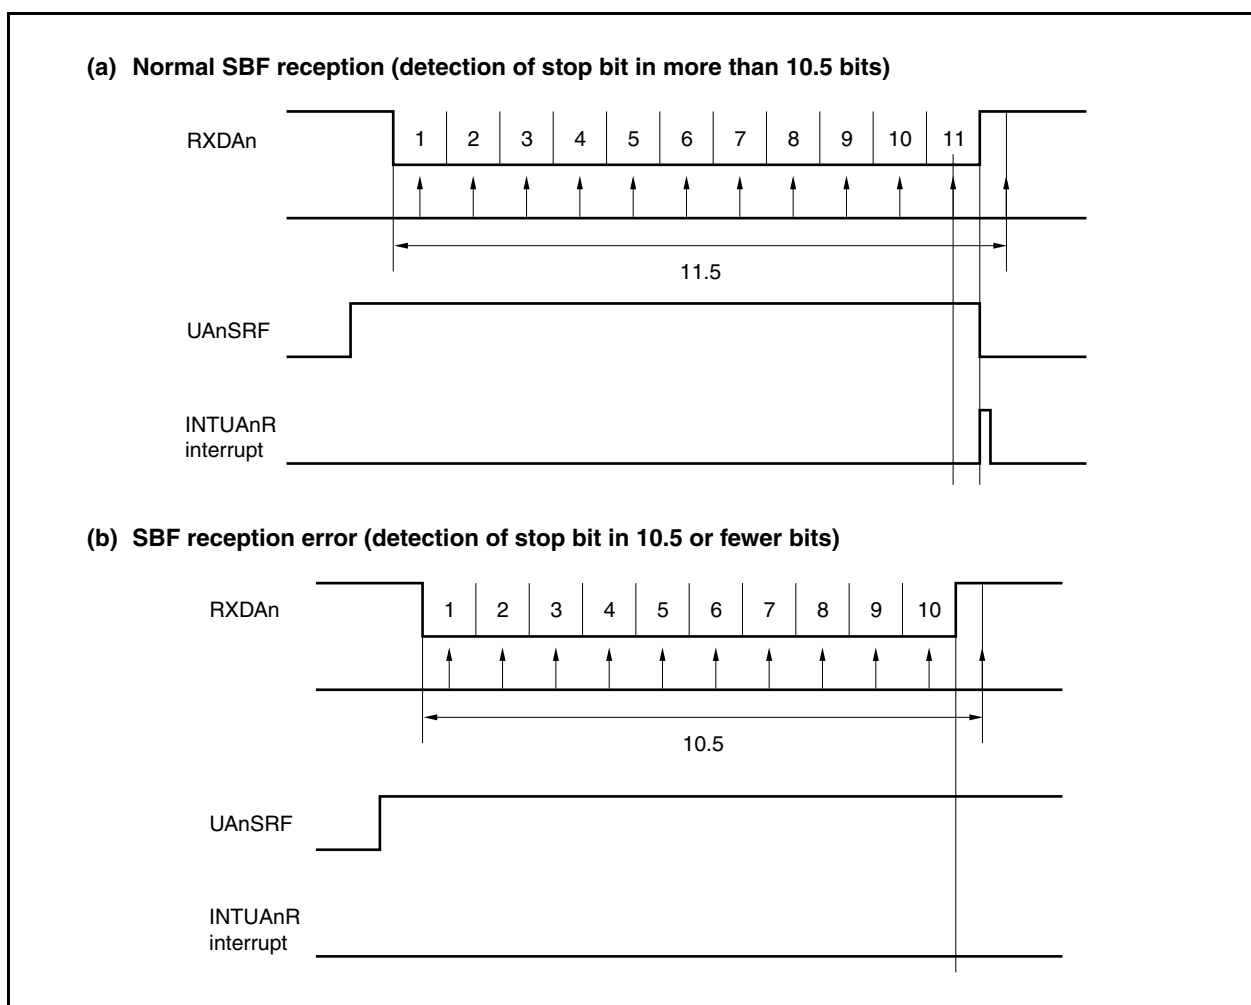 (a) Normal SBF reception (detection of stop bit in more than 10.5 bits)
RXDAn
1 2 3 4 5 6 7 8 9 10 11
11.5
UAnSRF
INTUAnR
interrupt
(b) SBF reception error (detection of stop bit in 10.5 or fewer bits)
RXDAn
1 2 3 4 5 6 7 8 9 10
10.5
UAnSRF
INTUAnR
interrupt